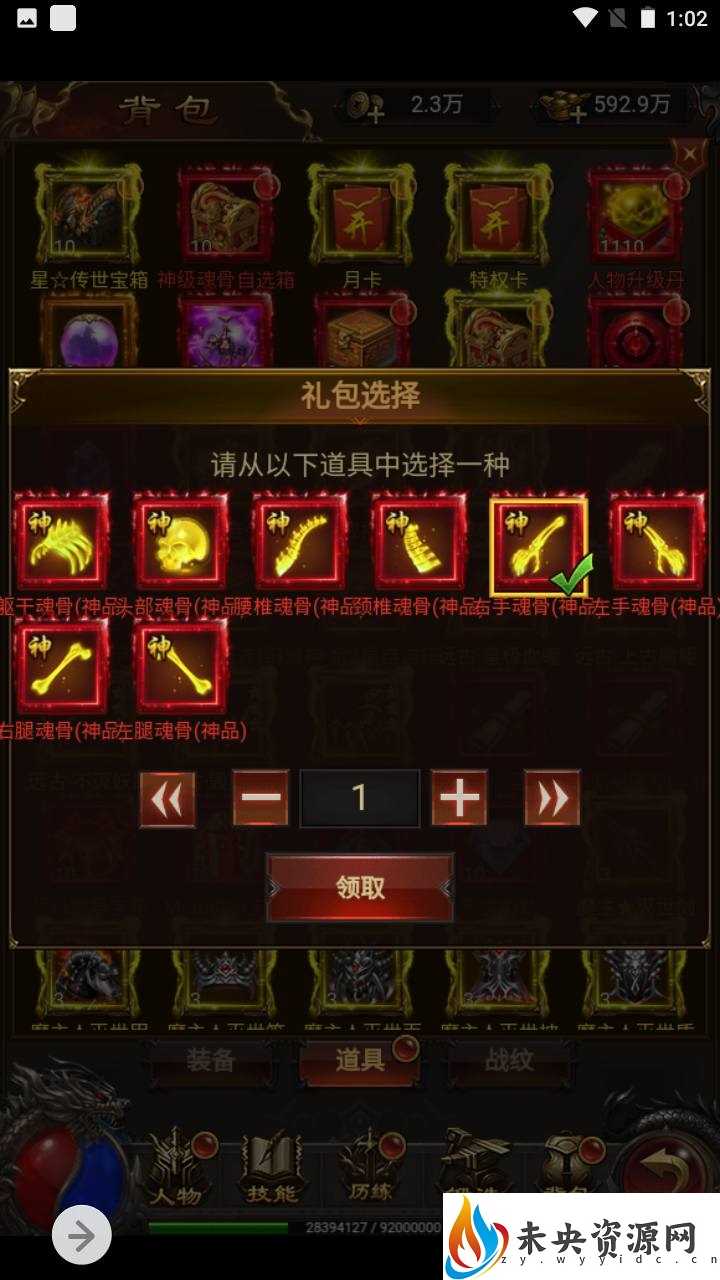 1:02
背包 2.3万 592.9万
10 10 开 开 1110
星☆传世宝箱 神级魂骨自选箱 月卡 特权卡 人物升级丹
礼包选择
请从以下道具中选择一种
神 神 神 神 神 神
躯干魂骨(神品 头部魂骨(神品 腰椎魂骨(神品 颈椎魂骨(神品 右手魂骨(神品 左手魂骨(神品)
神 神
右腿魂骨(神品 左腿魂骨(神品)
1
领取
3 3 3 3
装备 道具 战纹
人物 技能 历练 背包
28394127 / 92000000
未央资源网
zy.wyyidc.cn